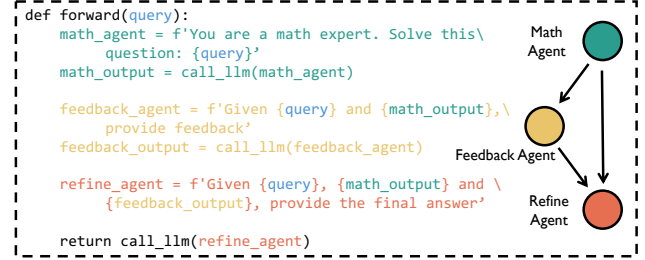 def forward(query):
math_agent = f'You are a math expert. Solve this\
question: {query}’
math_output = call_llm(math_agent)
feedback_agent = f'Given {query} and {math_output},\
provide feedback’
feedback_output = call_llm(feedback_agent)
refine_agent = f'Given {query}, {math_output} and \
{feedback_output}, provide the final answer’
return call_llm(refine_agent)
Math
Agent
Feedback Agent
Refine
Agent